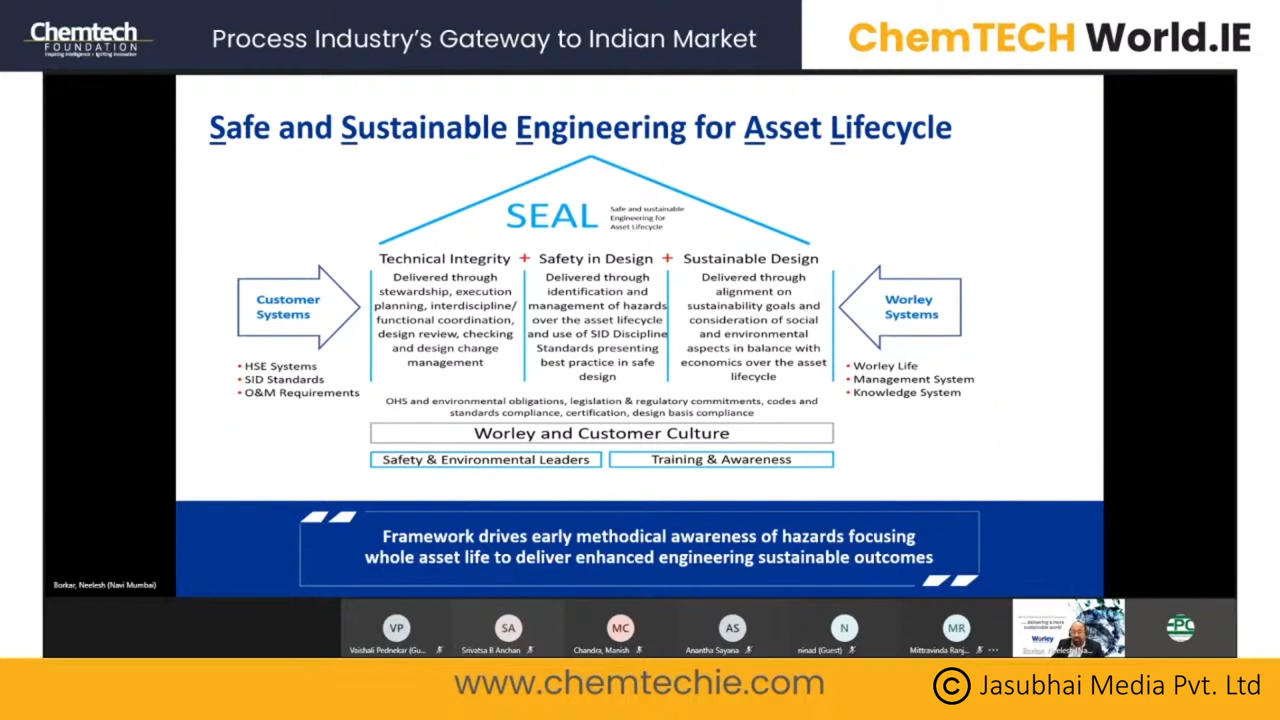 Chemtech
FOUNDATION
Inspiring Intelligence • Igniting Innovation
Process Industry's Gateway to Indian Market
ChemTECH World.IE
Safe and Sustainable Engineering for Asset Lifecycle
SEAL
Safe and sustainable
Engineering for
Asset Lifecycle
Technical Integrity + Safety in Design + Sustainable Design
Delivered through
stewardship, execution
planning, interdiscipline/
functional coordination,
design review, checking
and design change
management
Delivered through
identification and
management of hazards
over the asset lifecycle
and use of SID Discipline
Standards presenting
best practice in safe
design
Delivered through
alignment on
sustainability goals and
consideration of social
and environmental
aspects in balance with
economics over the asset
lifecycle
Customer
Systems
• HSE Systems
• SID Standards
• O&M Requirements
Worley
Systems
• Worley Life
• Management System
• Knowledge System
OHS and environmental obligations, legislation & regulatory commitments, codes and
standards compliance, certification, design basis compliance
Worley and Customer Culture
Safety & Environmental Leaders
Training & Awareness
Framework drives early methodical awareness of hazards focusing
whole asset life to deliver enhanced engineering sustainable outcomes
Borkar, Neelesh (Navi Mumbai)
VP
Vaishali Pednekar (Gu...
SA
Srivatsa B Anchan
MC
Chandra, Manish
AS
Anantha Sayana
N
ninad (Guest)
MR
Mittravinda Ranj...
... delivering a more
sustainable world
Worley
EPC
www.chemtechie.com
© Jasubhai Media Pvt. Ltd